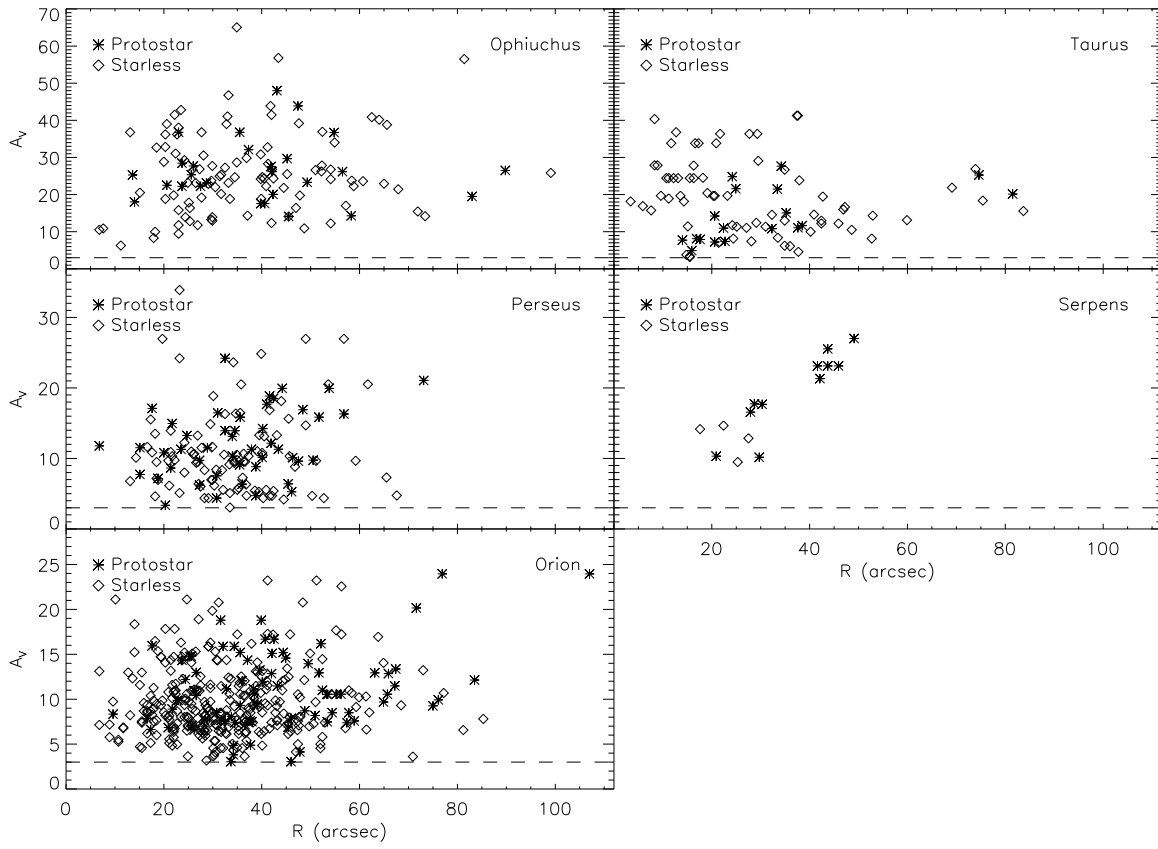 70
60
50
40
30
20
10
0
A_V
Protostar
Starless
Ophiuchus
Protostar
Starless
Taurus
30
20
10
0
A_V
Protostar
Starless
Perseus
Protostar
Starless
Serpens
20 40 60 80 100
R (arcsec)
25
20
15
10
5
0
A_V
Protostar
Starless
Orion
0 20 40 60 80 100
R (arcsec)